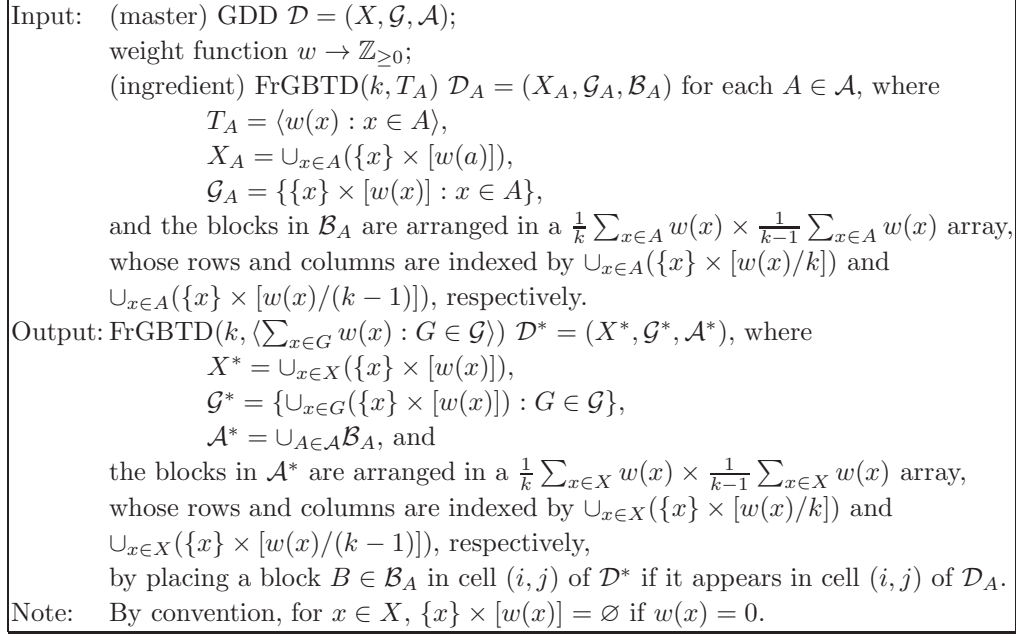 Input: (master) GDD 𝒟 = (X, 𝒢, 𝒜);
weight function w → ℤ≥0;
(ingredient) FrGBTD(k, T_A) 𝒟_A = (X_A, 𝒢_A, ℬ_A) for each A ∈ 𝒜, where
T_A = ⟨w(x) : x ∈ A⟩,
X_A = ∪_{x∈A}({x} × [w(a)]),
𝒢_A = {{x} × [w(x)] : x ∈ A},
and the blocks in ℬ_A are arranged in a \frac{1}{k} ∑_{x∈A} w(x) × \frac{1}{k−1} ∑_{x∈A} w(x) array,
whose rows and columns are indexed by ∪_{x∈A}({x} × [w(x)/k]) and
∪_{x∈A}({x} × [w(x)/(k − 1)]), respectively.
Output: FrGBTD(k, ⟨∑_{x∈G} w(x) : G ∈ 𝒢⟩) 𝒟* = (X*, 𝒢*, 𝒜*), where
X* = ∪_{x∈X}({x} × [w(x)]),
𝒢* = {∪_{x∈G}({x} × [w(x)]) : G ∈ 𝒢},
𝒜* = ∪_{A∈𝒜}ℬ_A, and
the blocks in 𝒜* are arranged in a \frac{1}{k} ∑_{x∈X} w(x) × \frac{1}{k−1} ∑_{x∈X} w(x) array,
whose rows and columns are indexed by ∪_{x∈X}({x} × [w(x)/k]) and
∪_{x∈X}({x} × [w(x)/(k − 1)]), respectively,
by placing a block B ∈ ℬ_A in cell (i, j) of 𝒟* if it appears in cell (i, j) of 𝒟_A.
Note: By convention, for x ∈ X, {x} × [w(x)] = ∅ if w(x) = 0.